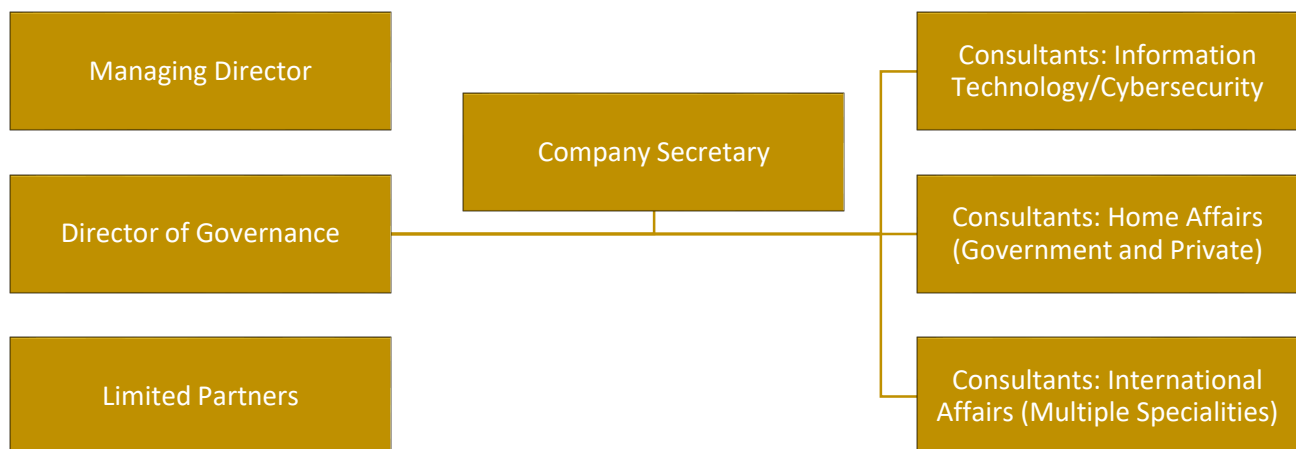 Managing Director
Director of Governance
Limited Partners
Company Secretary
Consultants: Information
Technology/Cybersecurity
Consultants: Home Affairs
(Government and Private)
Consultants: International
Affairs (Multiple Specialities)